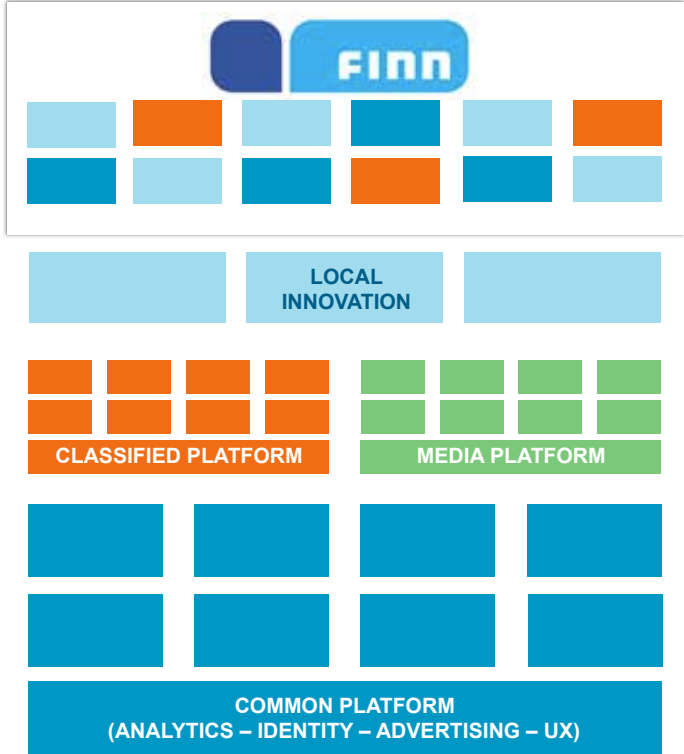 FINN
LOCAL
INNOVATION
CLASSIFIED PLATFORM
MEDIA PLATFORM
COMMON PLATFORM
(ANALYTICS – IDENTITY – ADVERTISING – UX)